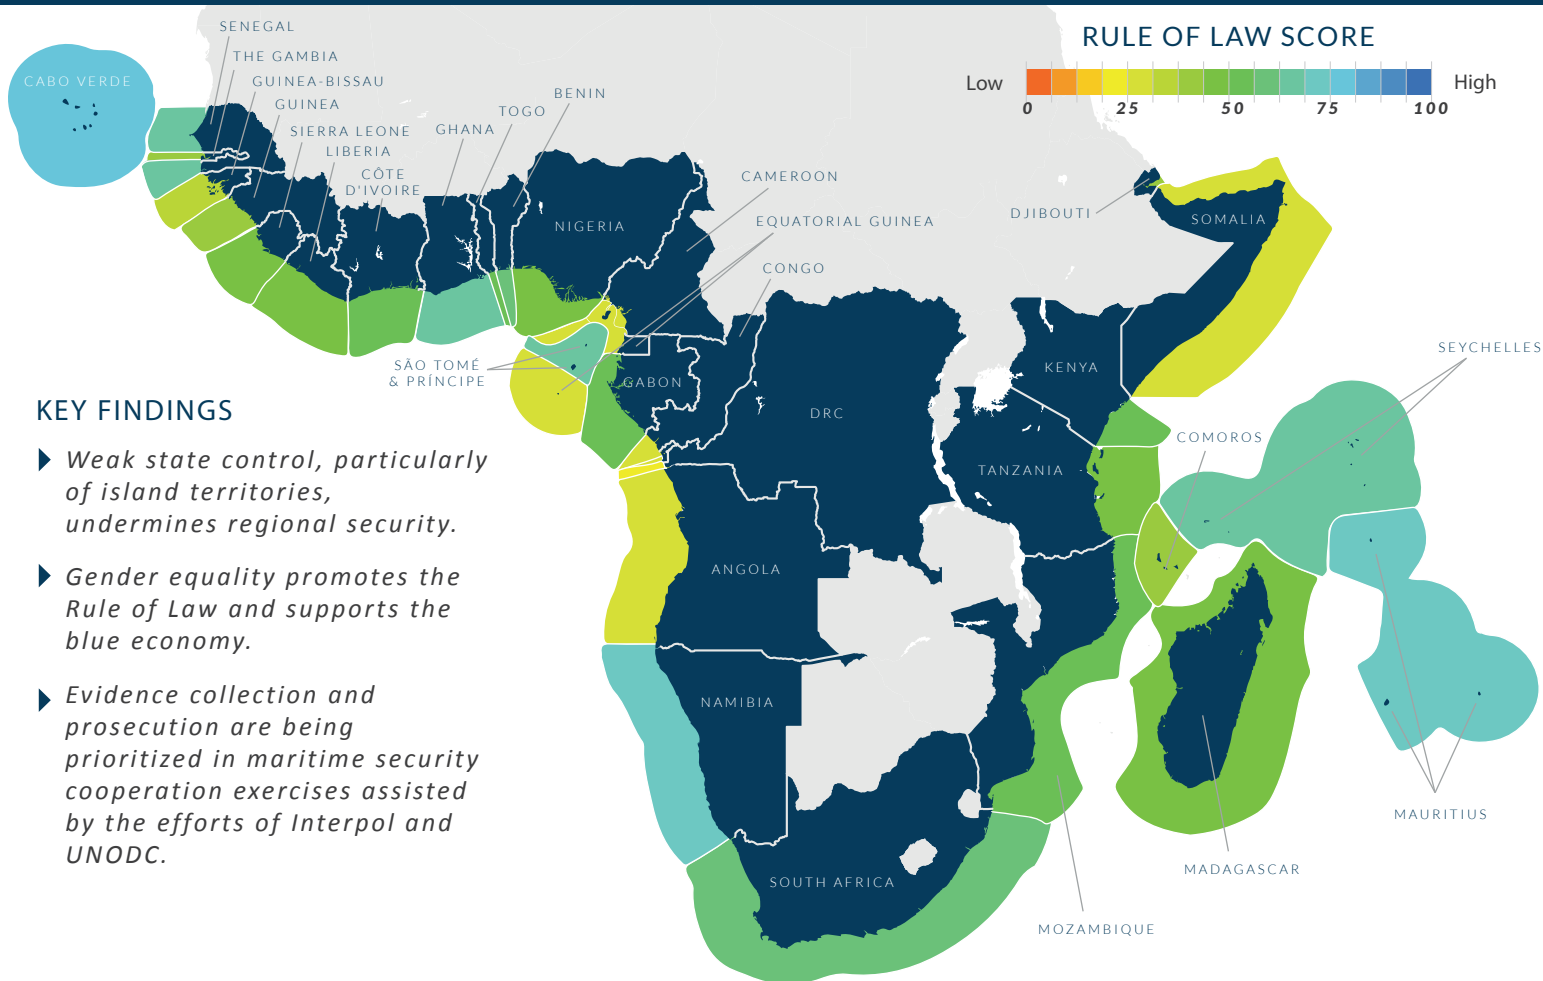 RULE OF LAW SCORE
Low
High
0
25
50
75
100
SENEGAL
THE GAMBIA
GUINEA-BISSAU
GUINEA
SIERRA LEONE
LIBERIA
CÔTE
D'IVOIRE
GHANA
TOGO
BENIN
CABO VERDE
NIGERIA
CAMEROON
EQUATORIAL GUINEA
CONGO
DJIBOUTI
SOMALIA
SÃO TOMÉ
& PRÍNCIPE
GABON
DRC
KENYA
TANZANIA
SEYCHELLES
COMOROS
ANGOLA
NAMIBIA
SOUTH AFRICA
MAURITIUS
MADAGASCAR
MOZAMBIQUE
KEY FINDINGS
Weak state control, particularly
of island territories,
undermines regional security.
Gender equality promotes the
Rule of Law and supports the
blue economy.
Evidence collection and
prosecution are being
prioritized in maritime security
cooperation exercises assisted
by the efforts of Interpol and
UNODC.